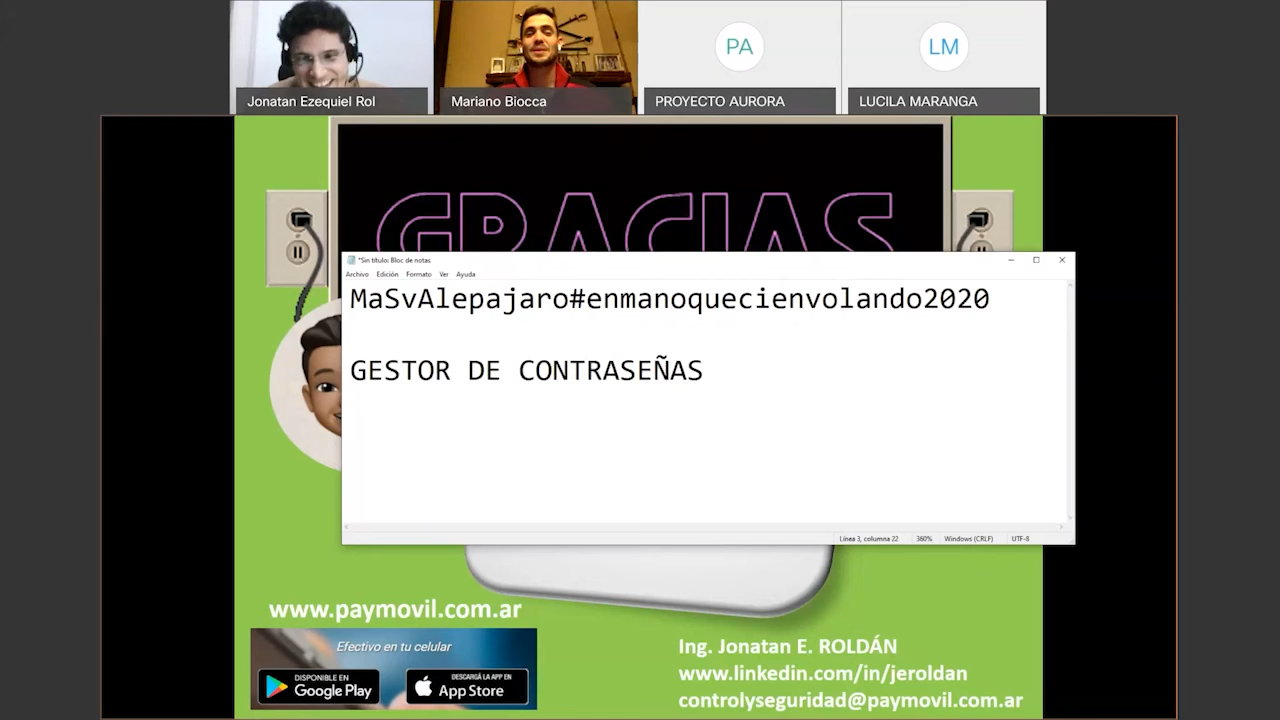 Jonatan Ezequiel Rol
Mariano Biocca
PA
PROYECTO AURORA
LM
LUCILA MARANGA
GRACIAS
*Sin título: Bloc de notas
Archivo Edición Formato Ver Ayuda
MaSvAlepajaro#enmanoquecienvolando2020
GESTOR DE CONTRASEÑAS
Línea 3, columna 22 360% Windows (CRLF) UTF-8
www.paymovil.com.ar
Efectivo en tu celular
DISPONIBLE EN
Google Play
DESCARGÁ LA APP EN
App Store
Ing. Jonatan E. ROLDÁN
www.linkedin.com/in/jeroldan
controlyseguridad@paymovil.com.ar